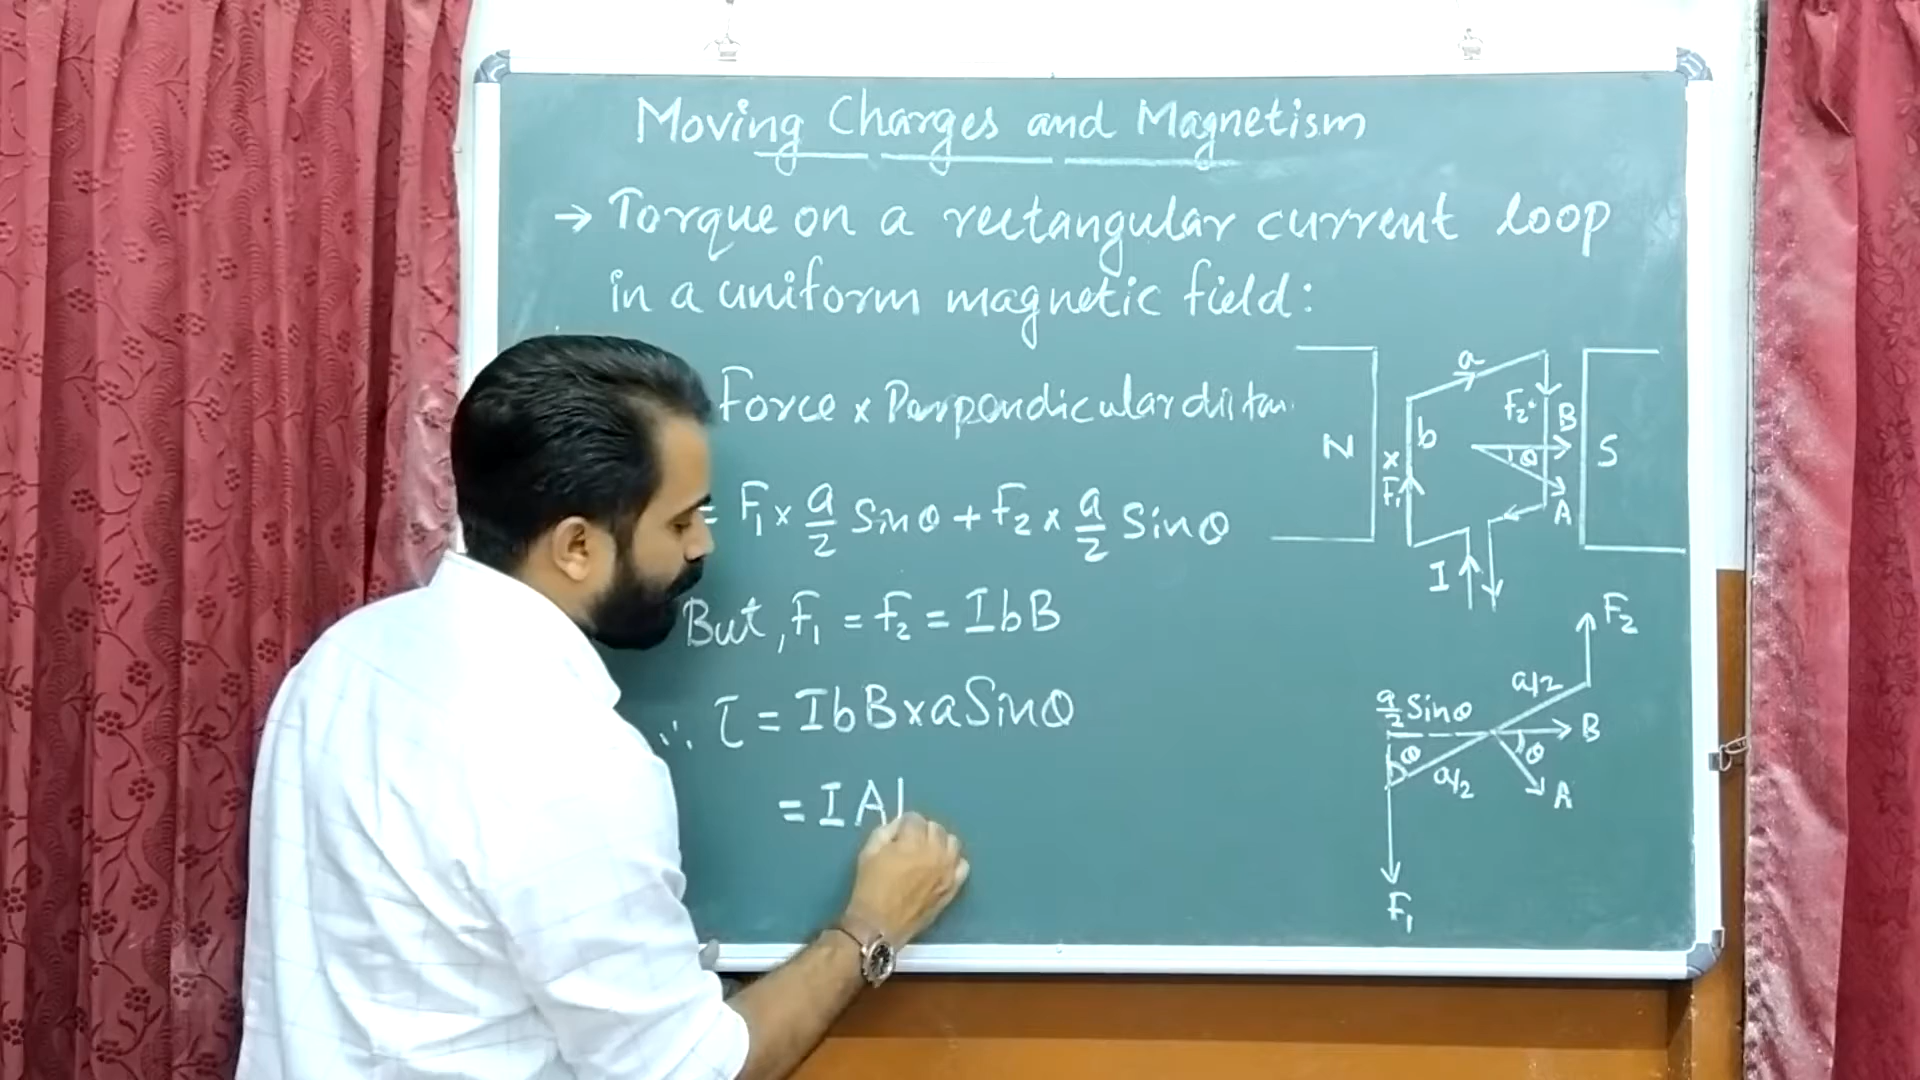 Moving Charges and Magnetism
→ Torque on a rectangular current loop
in a uniform magnetic field:
Force × Perpendicular distan
= F₁ × a/2 Sinθ + F₂ × a/2 Sinθ
But, F₁ = F₂ = IbB
∴ τ = IbB×aSinθ
= IA
a
b
F₂
B
θ
A
× F₁
I
N
S
F₂
a/2
a/2 Sinθ
B
θ
θ
a/2
A
F₁